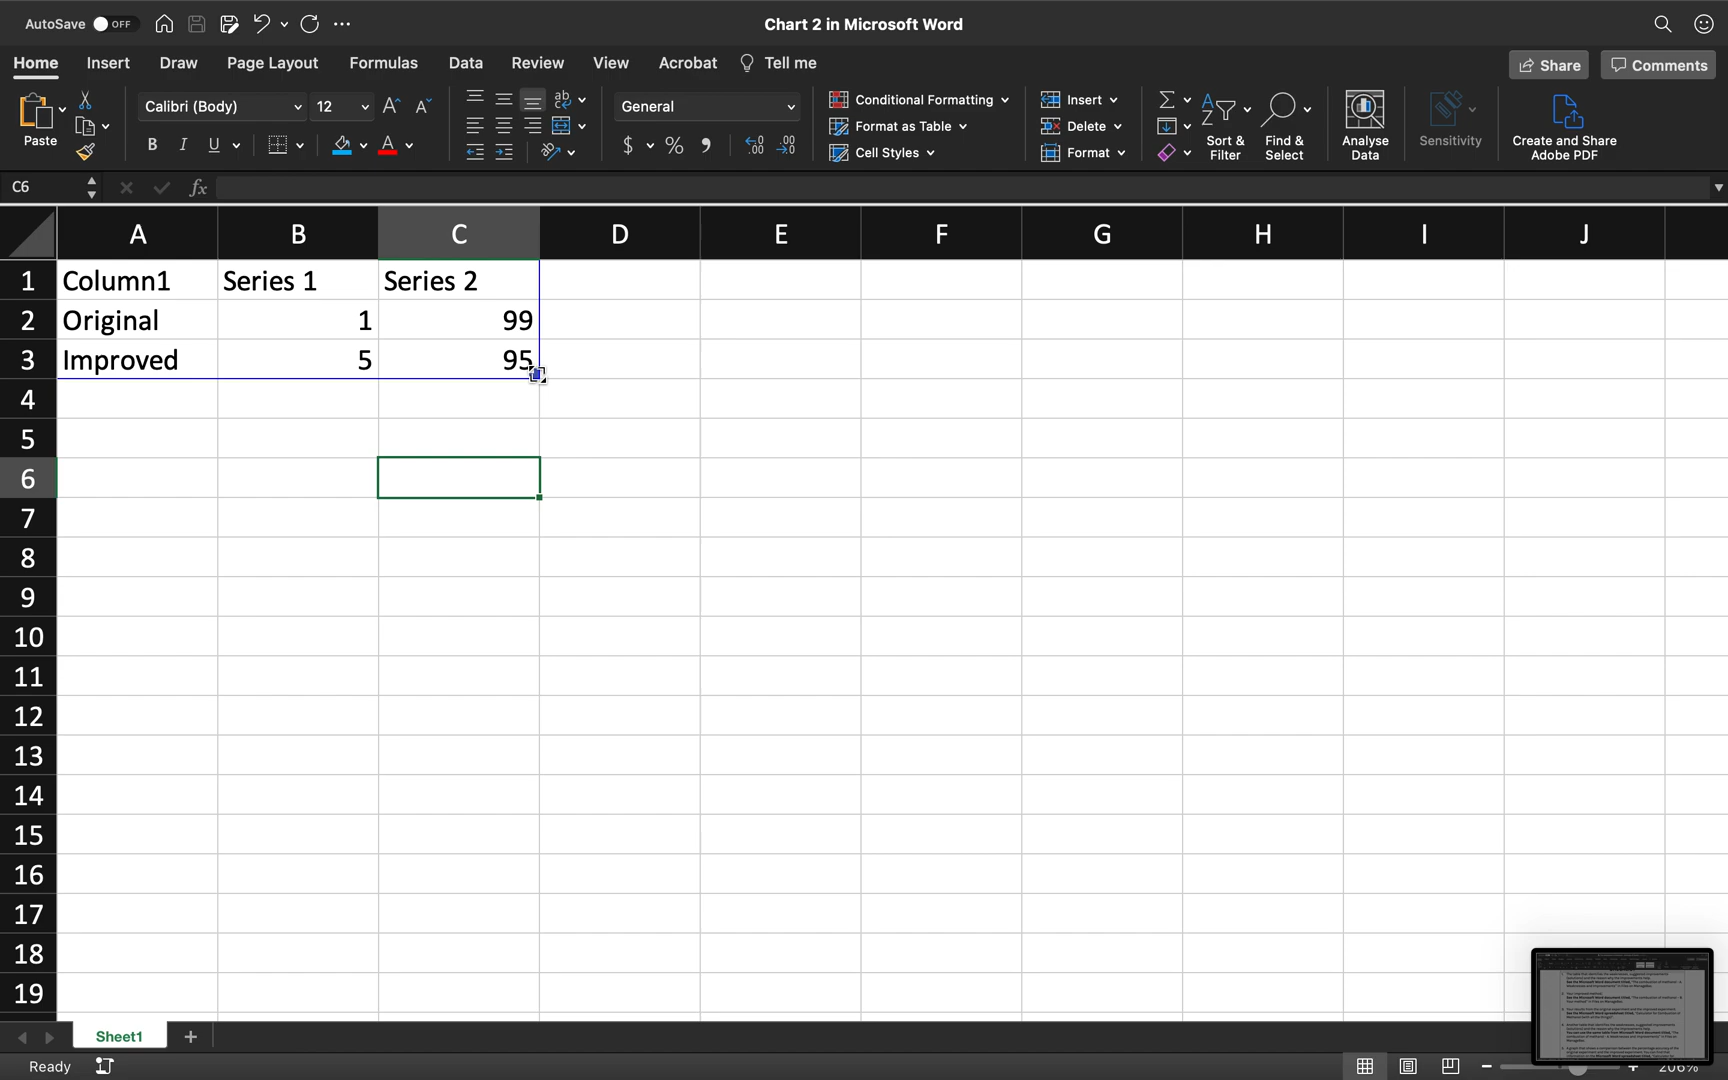 AutoSave OFF Chart 2 in Microsoft Word
Home Insert Draw Page Layout Formulas Data Review View Acrobat Tell me Share Comments
Paste Calibri (Body) 12 A A ab General Conditional Formatting Insert Sort & Filter Find & Select Analyse Data Sensitivity Create and Share Adobe PDF
B I U A $ % Format as Table Delete
Cell Styles Format
C6 fx
A B C D E F G H I J
1 Column1 Series 1 Series 2
2 Original 1 99
3 Improved 5 95
4
5
6
7
8
9
10
11
12
13
14
15
16
17
18
19
Sheet1 +
Ready 206%